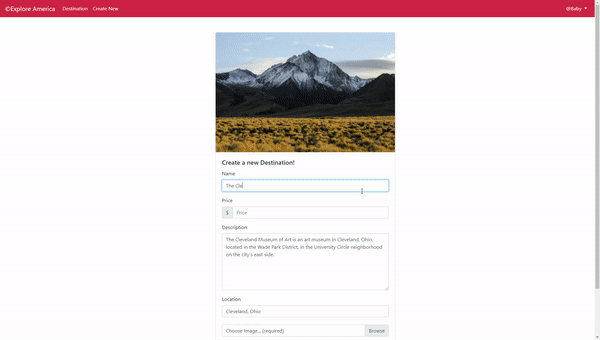 ©Explore America Destination Create New @Roby
Create a new Destination!
Name
The Cle
Price
$ Price
Description
The Cleveland Museum of Art is an art museum in Cleveland, Ohio,
located in the Wade Park District, in the University Circle neighborhood
on the city's east side.
Location
Cleveland, Ohio
Choose Image... (required) Browse